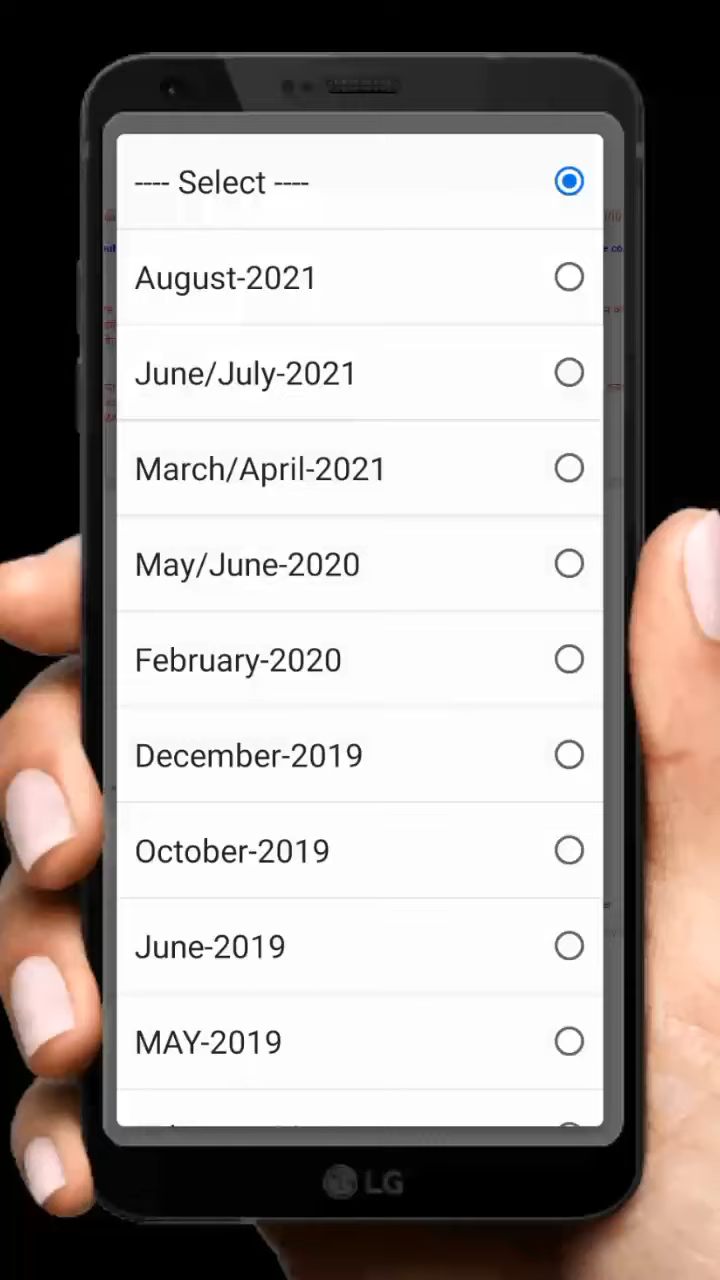 ---- Select ----
August-2021
June/July-2021
March/April-2021
May/June-2020
February-2020
December-2019
October-2019
June-2019
MAY-2019
LG